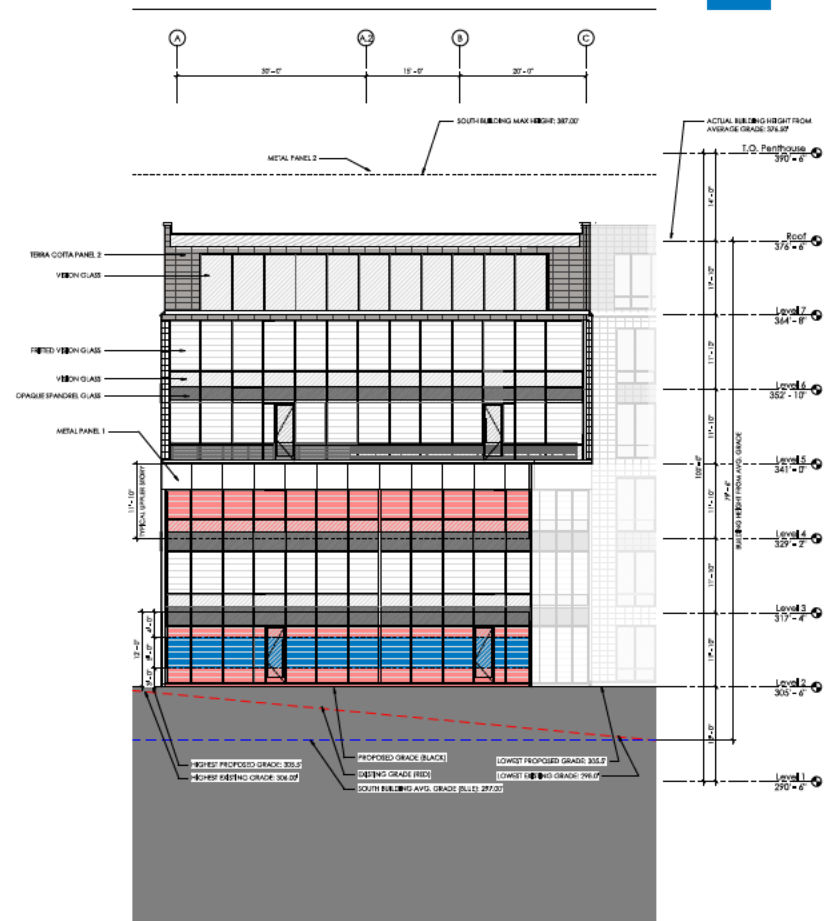 A
A.2
B
C
30'-0"
15'-0"
20'-0"
SOUTH BUILDING MAX HEIGHT: 387.00'
ACTUAL BUILDING HEIGHT FROM
AVERAGE GRADE: 376.50'
METAL PANEL 2
T.O. Penthouse
390' - 6"
14'-0"
Roof
376' - 6"
TERRA COTTA PANEL 2
VISION GLASS
11'-10"
Level 7
364' - 8"
FRITTED VISION GLASS
11'-10"
VISION GLASS
Level 6
352' - 10"
OPAQUE SPANDREL GLASS
11'-10"
METAL PANEL 1
Level 5
341' - 0"
11'-10"
TYPICAL UPPER STORY
100'-0"
79'-6"
BUILDING HEIGHT FROM AVG. GRADE
11'-10"
Level 4
329' - 2"
11'-10"
Level 3
317' - 4"
12'-0"
4'-0"
3'-0"
11'-10"
Level 2
305' - 6"
HIGHEST PROPOSED GRADE: 305.5'
HIGHEST EXISTING GRADE: 306.00'
PROPOSED GRADE (BLACK)
EXISTING GRADE (RED)
SOUTH BUILDING AVG. GRADE (BLUE): 297.00'
LOWEST PROPOSED GRADE: 305.5'
LOWEST EXISTING GRADE: 298.0'
Level 1
290' - 6"